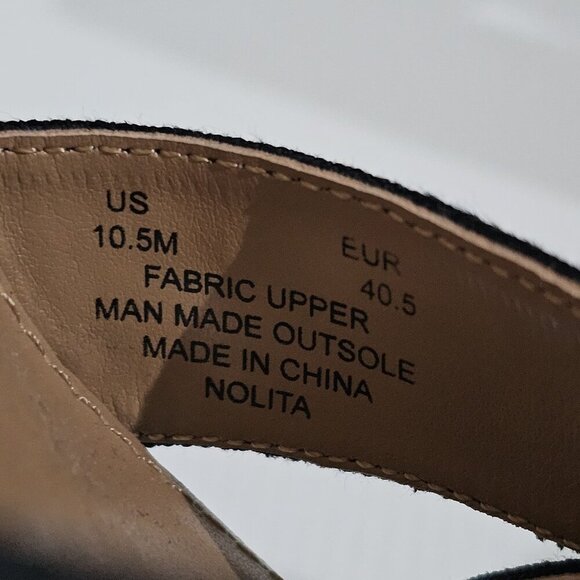 US EUR
10.5M 40.5
FABRIC UPPER
MAN MADE OUTSOLE
MADE IN CHINA
NOLITA